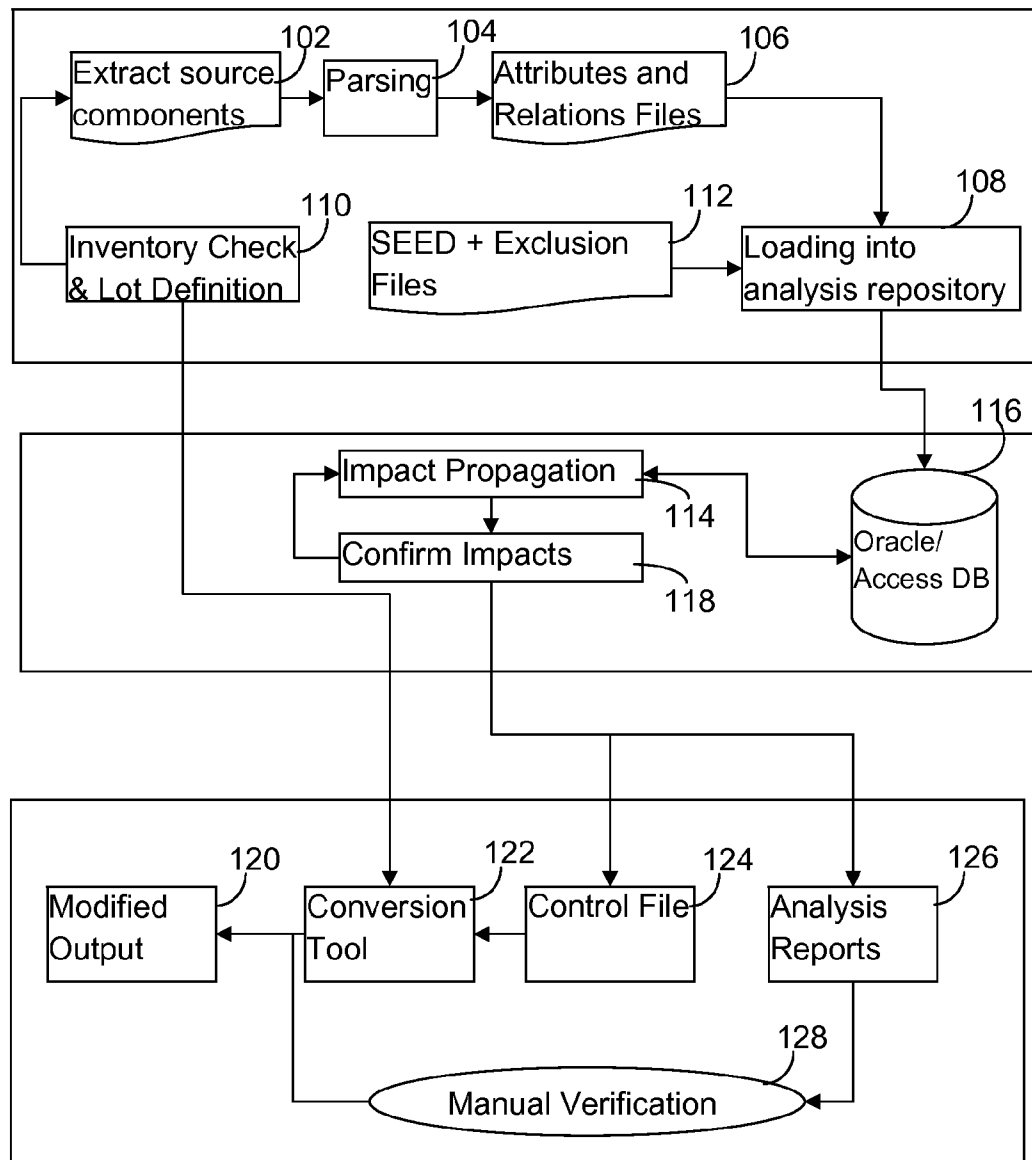 102
104
106
Extract source
components
Parsing
Attributes and
Relations Files
110
112
108
Inventory Check
& Lot Definition
SEED + Exclusion
Files
Loading into
analysis repository
116
Impact Propagation
114
Confirm Impacts
118
Oracle/
Access DB
120
122
124
126
Modified
Output
Conversion
Tool
Control File
Analysis
Reports
128
Manual Verification